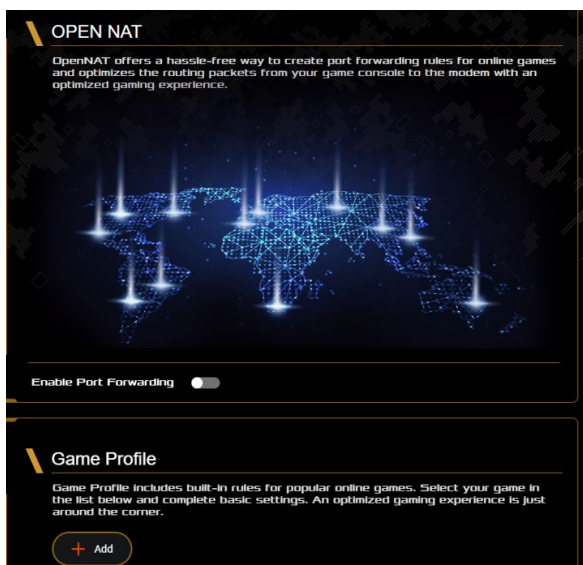 OPEN NAT
OpenNAT offers a hassle-free way to create port forwarding rules for online games
and optimizes the routing packets from your game console to the modem with an
optimized gaming experience.
Enable Port Forwarding
Game Profile
Game Profile includes built-in rules for popular online games. Select your game in
the list below and complete basic settings. An optimized gaming experience is just
around the corner.
+ Add